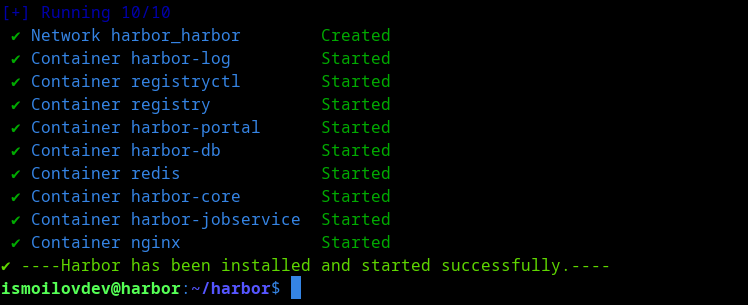 [+] Running 10/10
✔ Network harbor_harbor Created
✔ Container harbor-log Started
✔ Container registryctl Started
✔ Container registry Started
✔ Container harbor-portal Started
✔ Container harbor-db Started
✔ Container redis Started
✔ Container harbor-core Started
✔ Container harbor-jobservice Started
✔ Container nginx Started
✔ ----Harbor has been installed and started successfully.----
ismoilovdev@harbor:~/harbor$